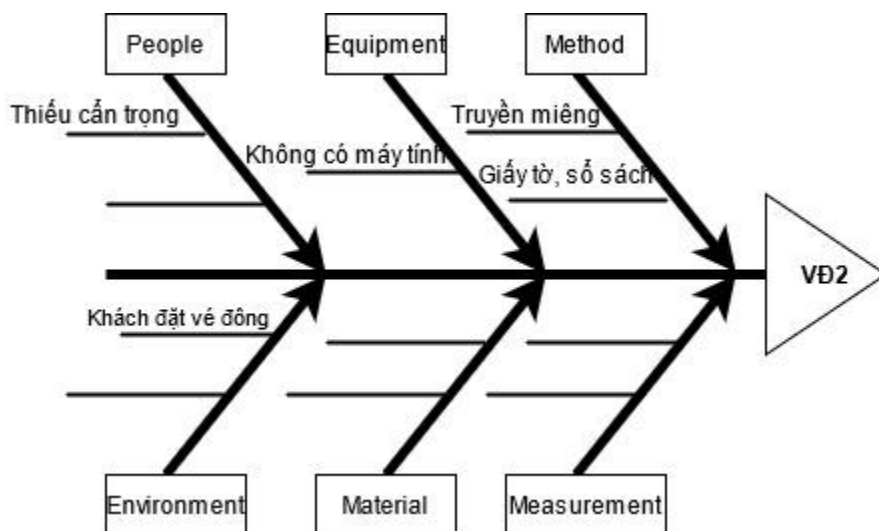 People
Equipment
Method
Thiếu cẩn trọng
Không có máy tính
Truyền miêng
Giấy tờ, sổ sách
VĐ2
Khách đặt vé đông
Environment
Material
Measurement